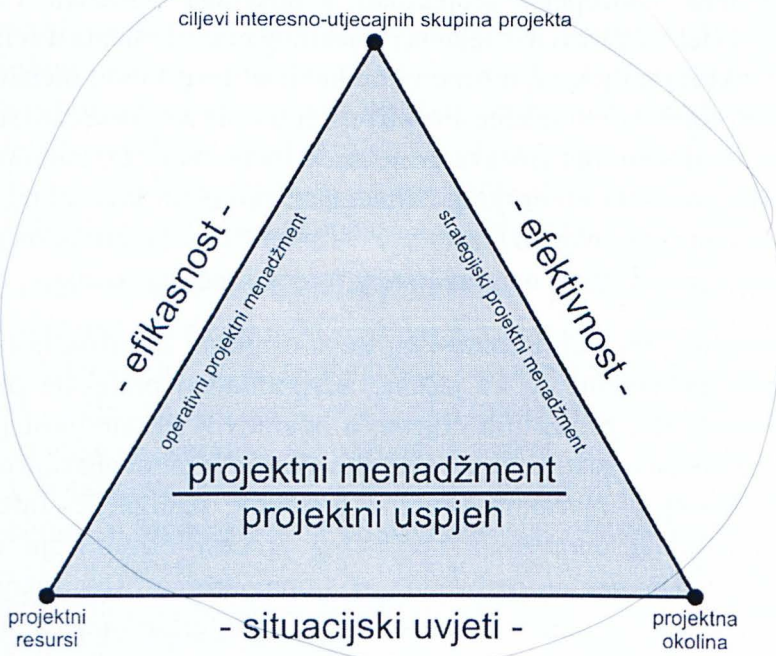 ciljevi interesno-utjecajnih skupina projekta
- efikasnost -
operativni projektni menadžment
strategijski projektni menadžment
- efektivnost -
projektni menadžment
projektni uspjeh
projektni
resursi
- situacijski uvjeti -
projektna
okolina